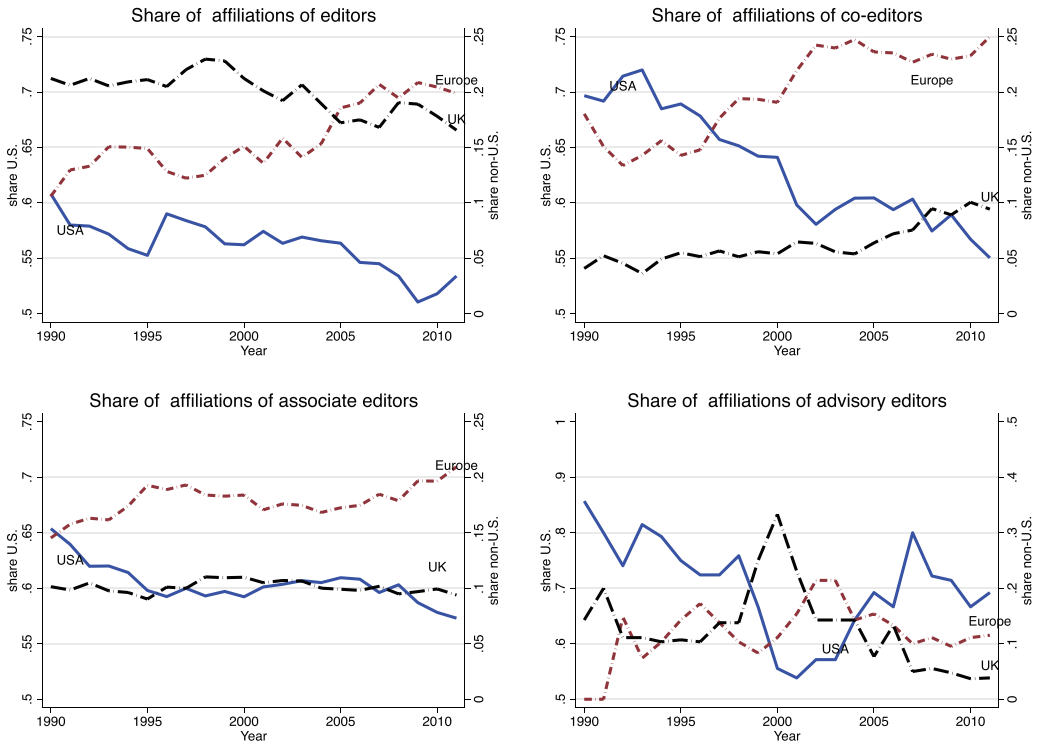 Share of affiliations of editors
.75
.7
.65
.6
.55
.5
share U.S.
.25
.2
.15
.1
.05
0
share non-U.S.
Europe
UK
USA
1990 1995 2000 2005 2010
Year
Share of affiliations of co-editors
.75
.7
.65
.6
.55
.5
share U.S.
.25
.2
.15
.1
.05
0
share non-U.S.
USA
Europe
UK
1990 1995 2000 2005 2010
Year
Share of affiliations of associate editors
.75
.7
.65
.6
.55
.5
share U.S.
.25
.2
.15
.1
.05
0
share non-U.S.
Europe
USA
UK
1990 1995 2000 2005 2010
Year
Share of affiliations of advisory editors
1
.9
.8
.7
.6
.5
share U.S.
.5
.4
.3
.2
.1
0
share non-U.S.
Europe
USA
UK
1990 1995 2000 2005 2010
Year